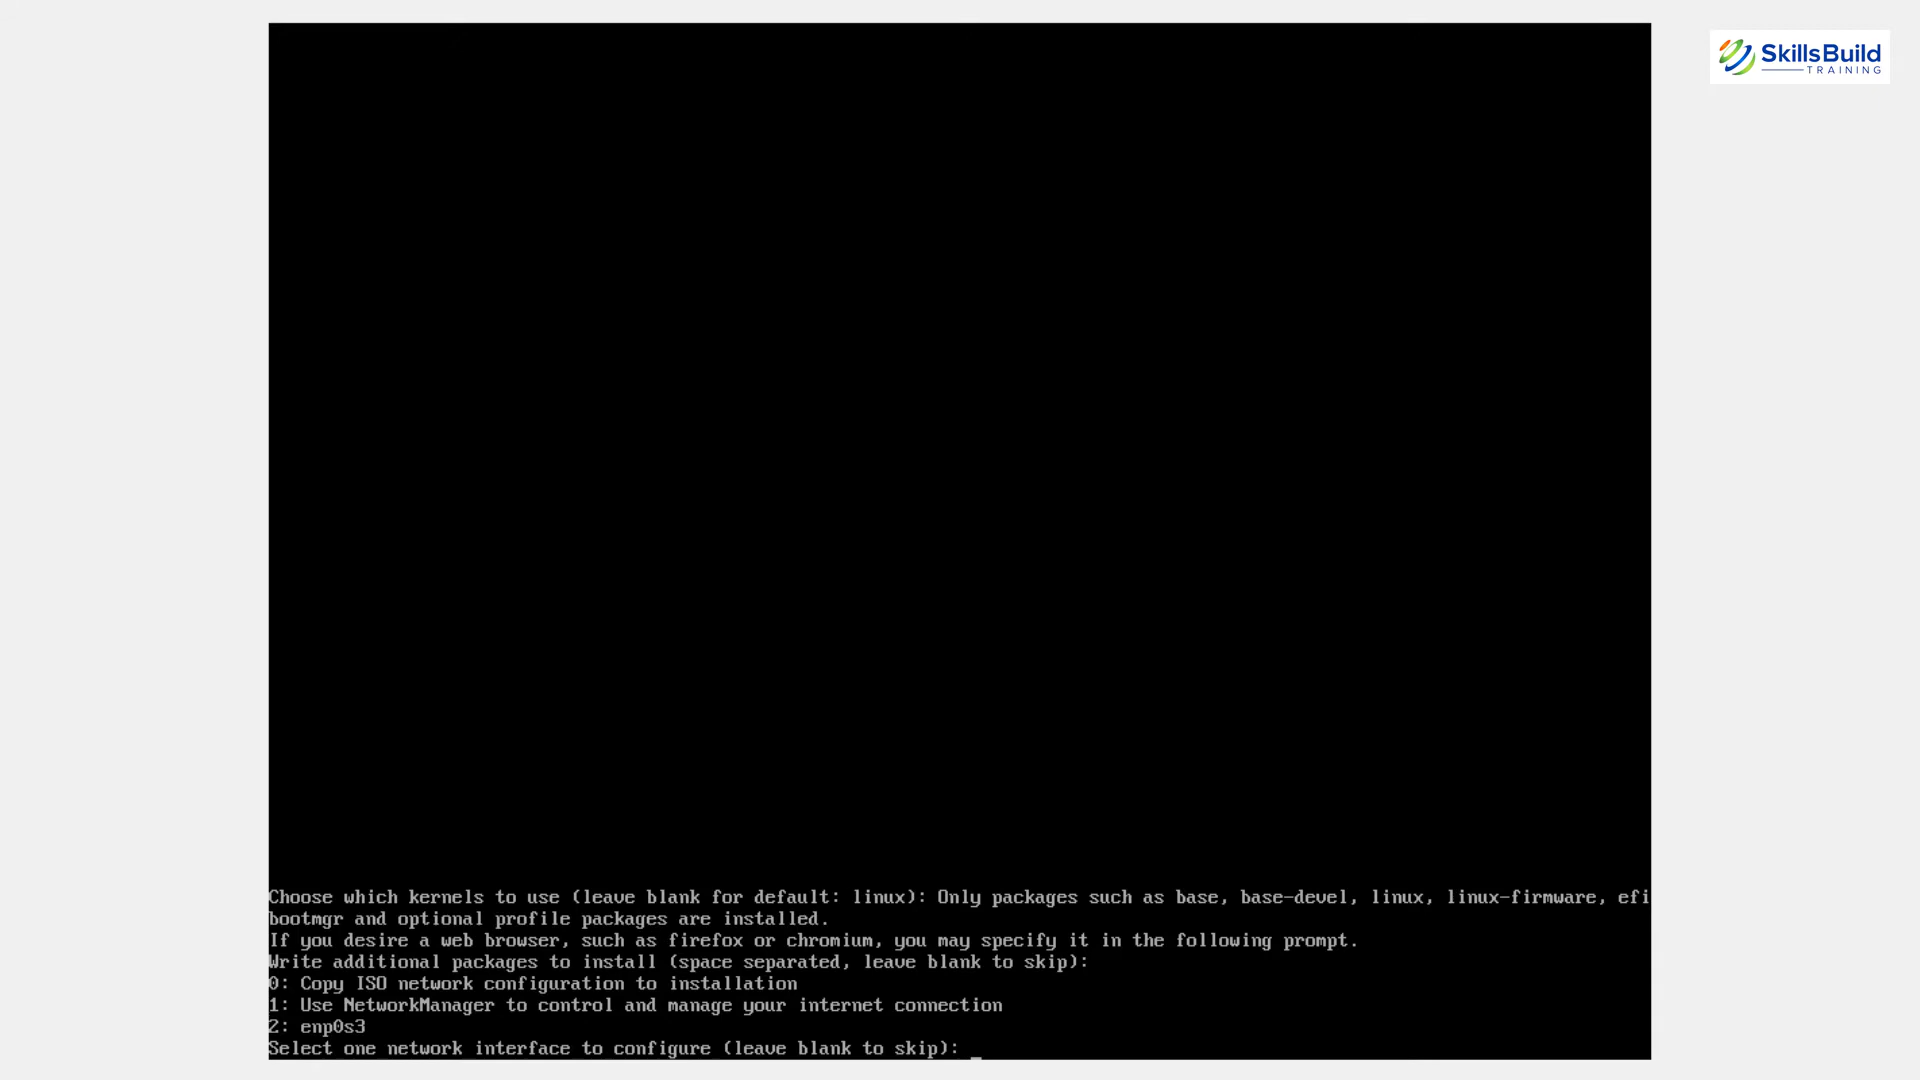 SkillsBuild
TRAINING
Choose which kernels to use (leave blank for default: linux): Only packages such as base, base-devel, linux, linux-firmware, efi
bootmgr and optional profile packages are installed.
If you desire a web browser, such as firefox or chromium, you may specify it in the following prompt.
Write additional packages to install (space separated, leave blank to skip):
0: Copy ISO network configuration to installation
1: Use NetworkManager to control and manage your internet connection
2: enp0s3
Select one network interface to configure (leave blank to skip): _